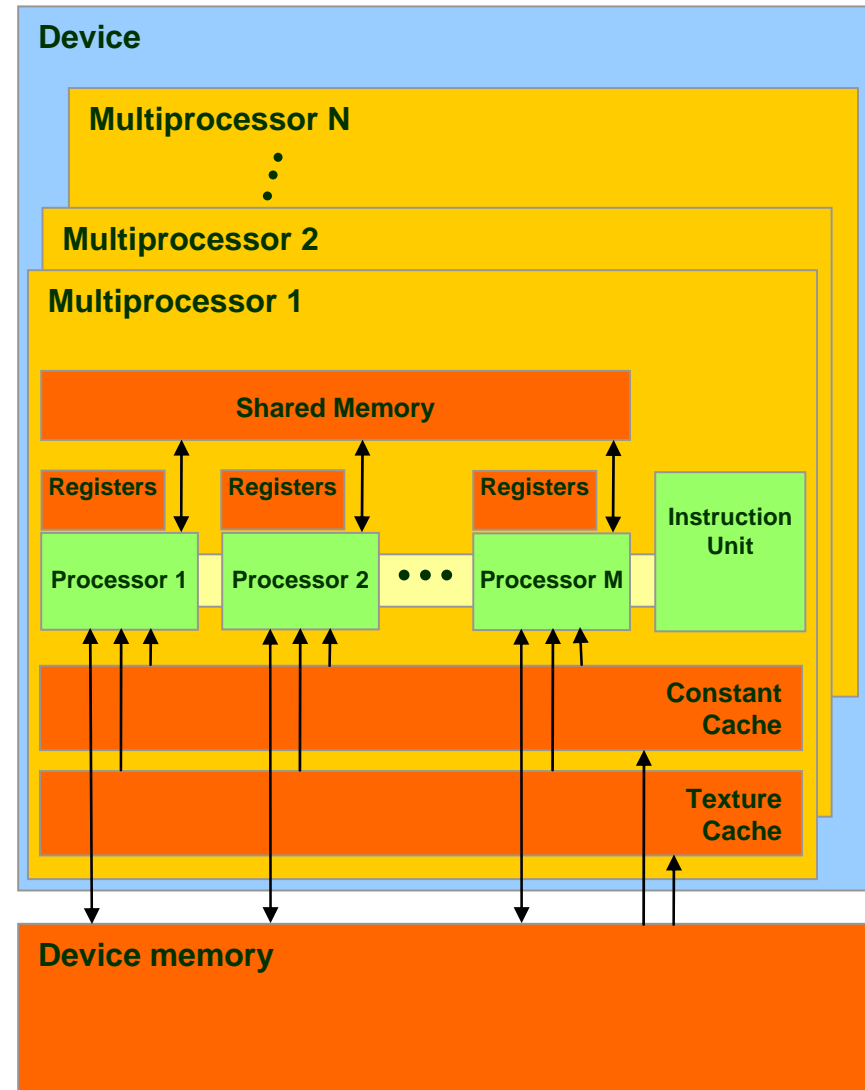 Device
Multiprocessor N
Multiprocessor 2
Multiprocessor 1
Shared Memory
Registers
Registers
Registers
Instruction
Unit
Processor 1
Processor 2
Processor M
Constant
Cache
Texture
Cache
Device memory